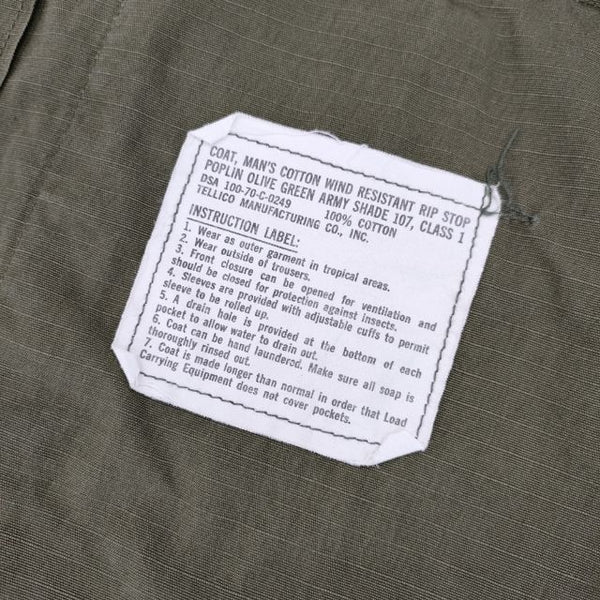 COAT, MAN'S COTTON WIND RESISTANT RIP STOP
POPLIN OLIVE GREEN ARMY SHADE 107, CLASS I
DSA 100-70-C-0249 100% COTTON
TELLICO MANUFACTURING CO., INC.
INSTRUCTION LABEL:
1. Wear as outer garment in tropical areas.
2. Wear outside of trousers.
3. Front closure can be opened for ventilation and
should be closed for protection against insects.
4. Sleeves are provided with adjustable cuffs to permit
sleeve to be rolled up.
5. A drain hole is provided at the bottom of each
pocket to allow water to drain out.
6. Coat can be hand laundered. Make sure all soap is
thoroughly rinsed out.
7. Coat is made longer than normal in order that Load
Carrying Equipment does not cover pockets.